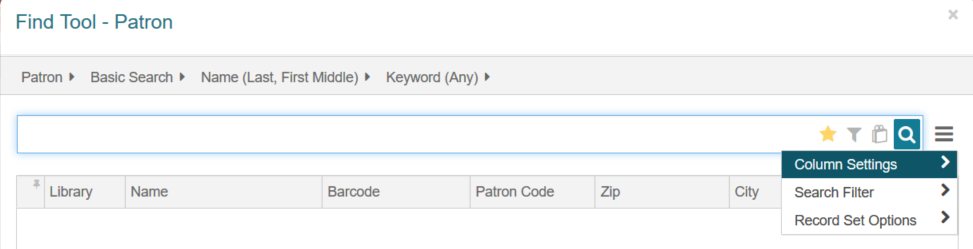 Find Tool - Patron
Patron Basic Search Name (Last, First Middle) Keyword (Any)
Column Settings
Search Filter
Record Set Options
Library Name Barcode Patron Code Zip City